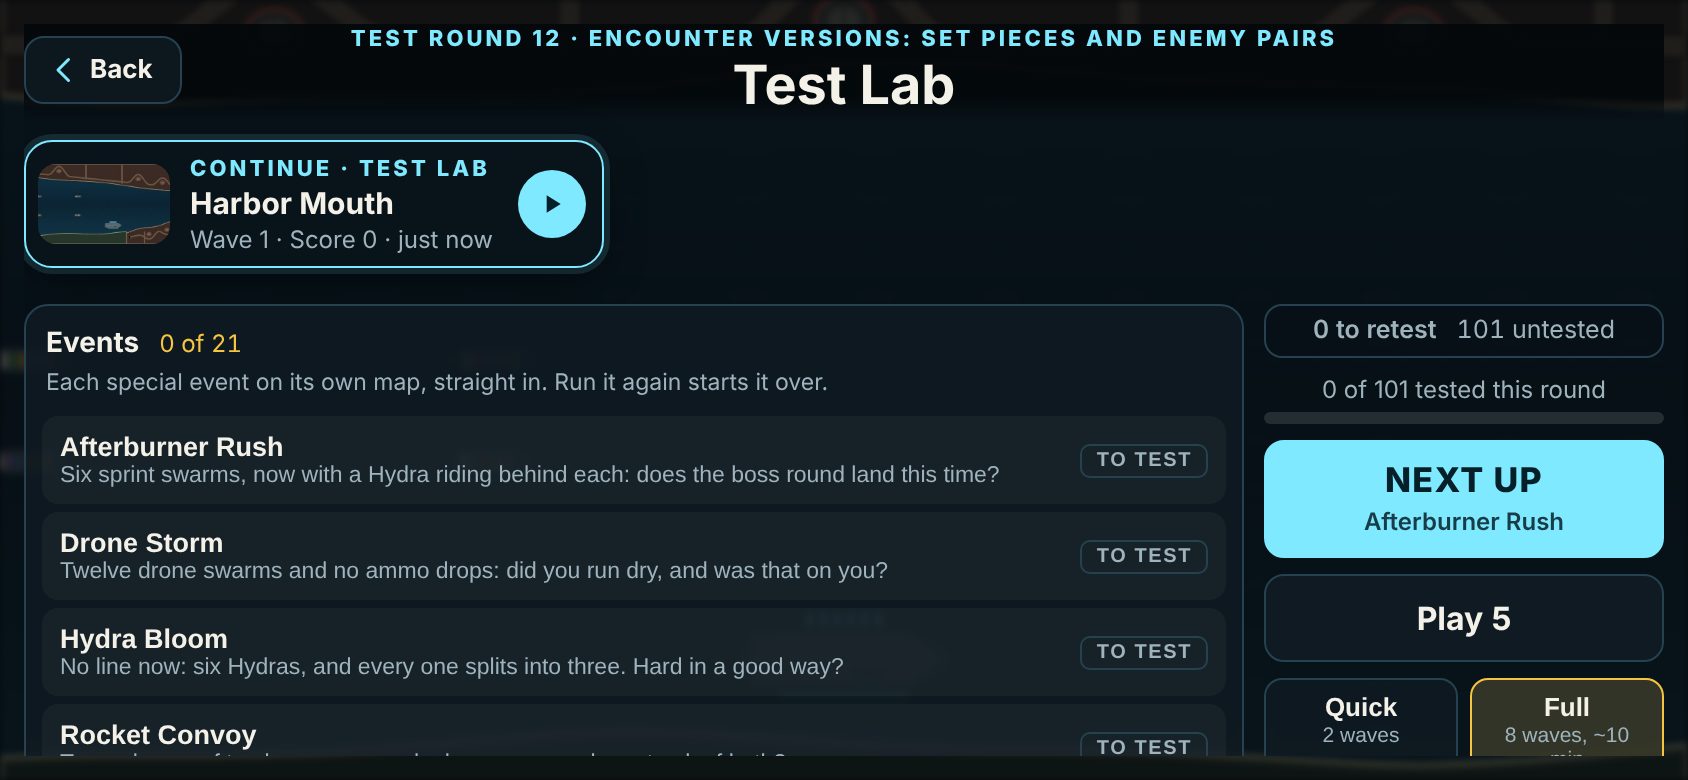 TEST ROUND 12 · ENCOUNTER VERSIONS: SET PIECES AND ENEMY PAIRS
Back
Test Lab
CONTINUE · TEST LAB
Harbor Mouth
Wave 1 · Score 0 · just now
Events 0 of 21
Each special event on its own map, straight in. Run it again starts it over.
Afterburner Rush
Six sprint swarms, now with a Hydra riding behind each: does the boss round land this time?
TO TEST
Drone Storm
Twelve drone swarms and no ammo drops: did you run dry, and was that on you?
TO TEST
Hydra Bloom
No line now: six Hydras, and every one splits into three. Hard in a good way?
TO TEST
Rocket Convoy
TO TEST
0 to retest 101 untested
0 of 101 tested this round
NEXT UP
Afterburner Rush
Play 5
Quick
2 waves
Full
8 waves, ~10